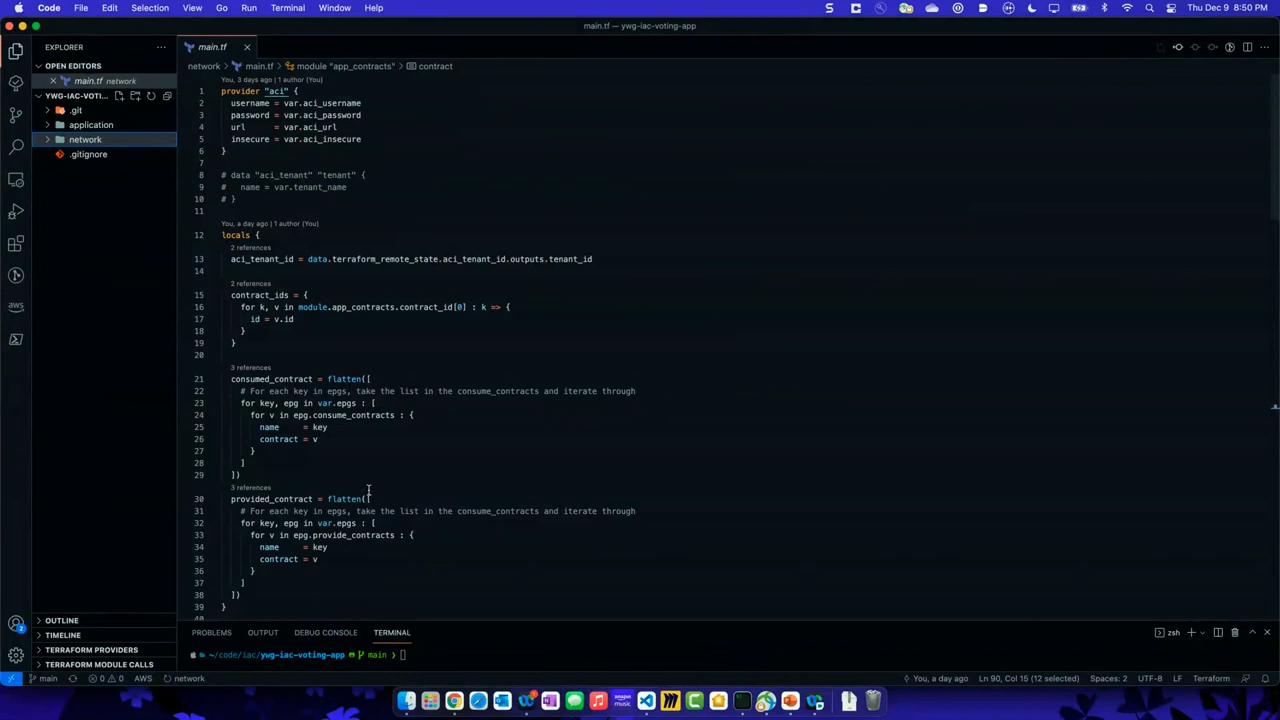 Code File Edit Selection View Go Run Terminal Window Help Thu Dec 9 8:50 PM
main.tf — ywg-iac-voting-app
EXPLORER
OPEN EDITORS
main.tf network
YWG-IAC-VOTI...
.git
application
network
.gitignore
OUTLINE
TIMELINE
TERRAFORM PROVIDERS
TERRAFORM MODULE CALLS
main.tf
network > main.tf > module "app_contracts" > contract
You, 3 days ago | 1 author (You)
1 provider "aci" {
2 username = var.aci_username
3 password = var.aci_password
4 url = var.aci_url
5 insecure = var.aci_insecure
6 }
7
8 # data "aci_tenant" "tenant" {
9 # name = var.tenant_name
10 # }
11
You, a day ago | 1 author (You)
12 locals {
2 references
13 aci_tenant_id = data.terraform_remote_state.aci_tenant_id.outputs.tenant_id
14
2 references
15 contract_ids = {
16 for k, v in module.app_contracts.contract_id[0] : k => {
17 id = v.id
18 }
19 }
20
3 references
21 consumed_contract = flatten([
22 # For each key in epgs, take the list in the consume_contracts and iterate through
23 for key, epg in var.epgs : [
24 for v in epg.consume_contracts : {
25 name = key
26 contract = v
27 }
28 ]
29 ])
3 references
30 provided_contract = flatten([
31 # For each key in epgs, take the list in the consume_contracts and iterate through
32 for key, epg in var.epgs : [
33 for v in epg.provide_contracts : {
34 name = key
35 contract = v
36 }
37 ]
38 ])
39 }
40
PROBLEMS OUTPUT DEBUG CONSOLE TERMINAL
zsh
~/code/iac/ywg-iac-voting-app main >
2
main 0 0 AWS network
You, a day ago Ln 90, Col 15 (12 selected) Spaces: 2 UTF-8 LF Terraform
amazon music